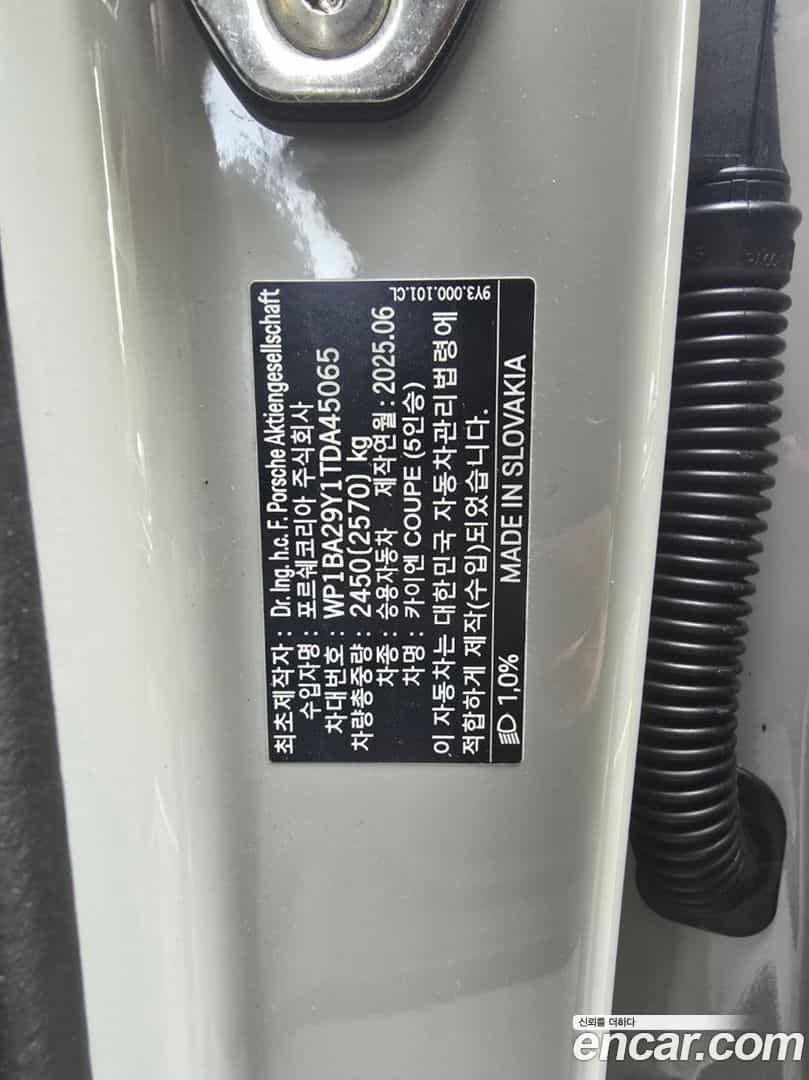 최초제작자 : Dr. Ing. h.c. F. Porsche Aktiengesellschaft
수입자명 : 포르쉐코리아 주식회사
차대번호 : WP1BA29Y1TDA45065
차량총중량 : 2450(2570) kg
차종 : 승용자동차 제작연월 : 2025.06
차명 : 카이엔 COUPE (5인승)
이 자동차는 대한민국 자동차관리법령에
적합하게 제작(수입)되었습니다.
1,0% MADE IN SLOVAKIA
9Y3.000.101.CL
신뢰를 더하다
encar.com